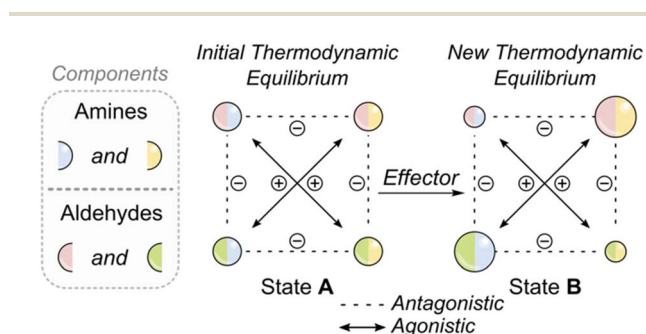 Components
Amines
and
Aldehydes
and
Initial Thermodynamic
Equilibrium
⊖
⊖ ⊕ ⊕ ⊖
⊖
State A
Effector
New Thermodynamic
Equilibrium
⊖
⊖ ⊕ ⊕ ⊖
⊖
State B
Antagonistic
Agonistic